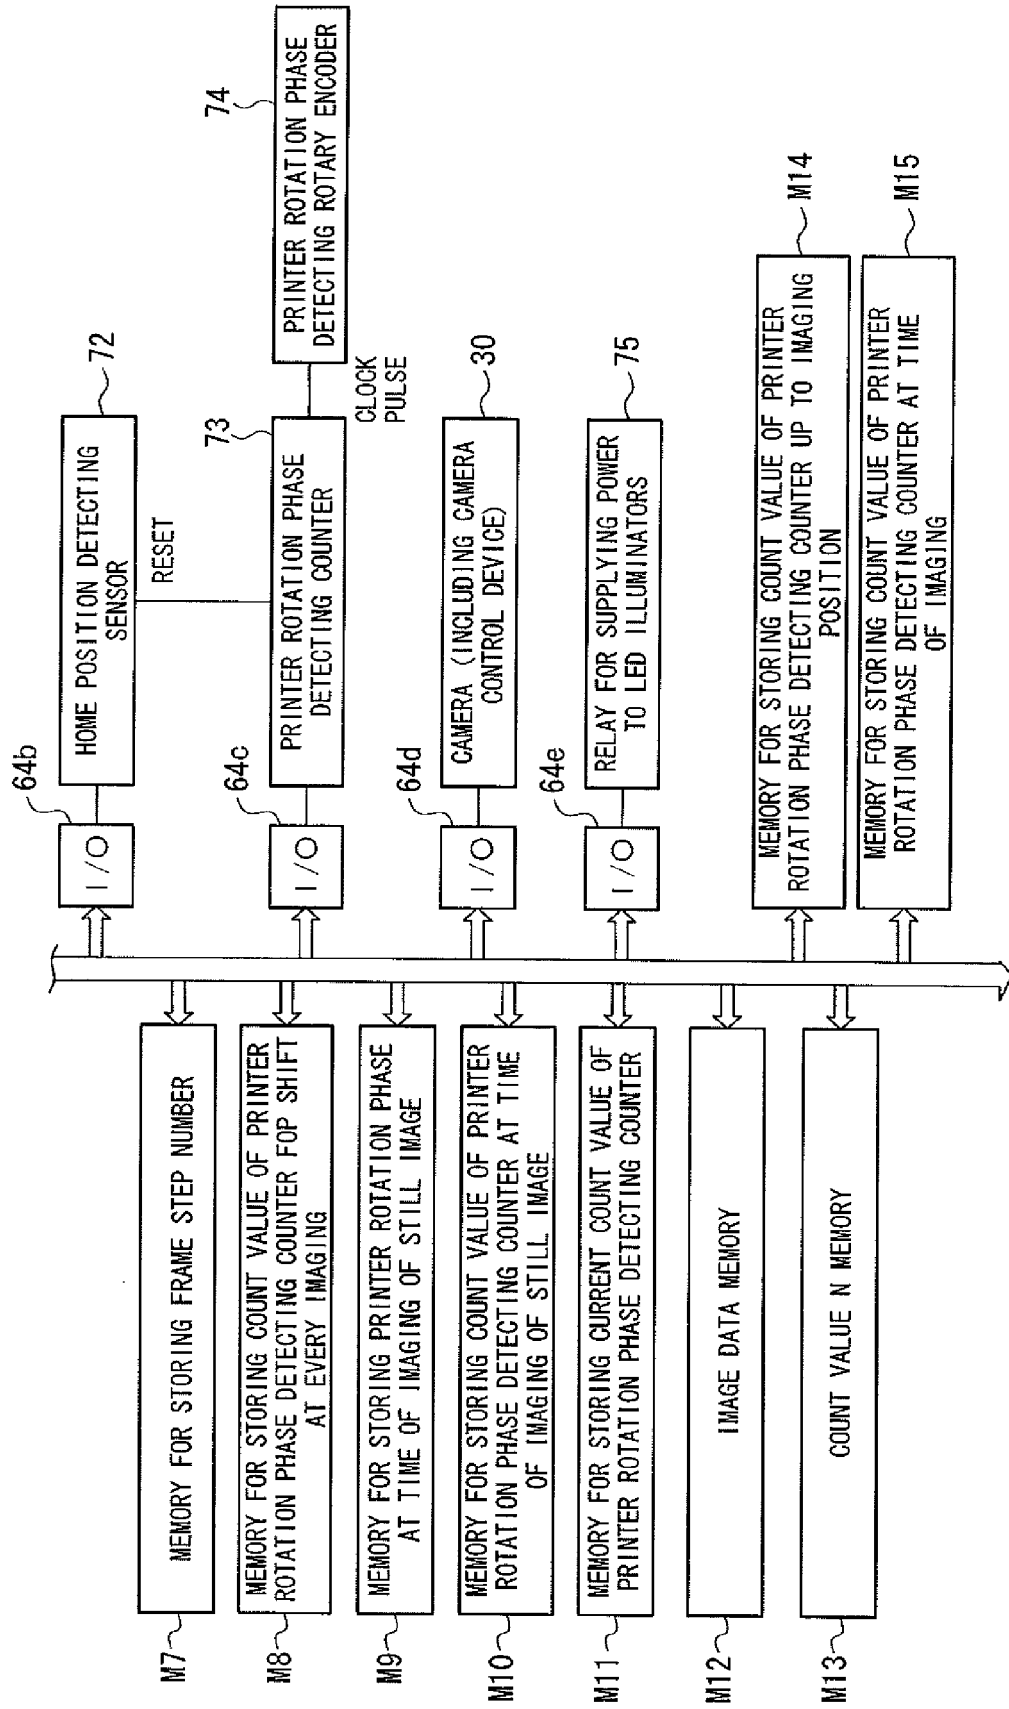 M7
MEMORY FOR STORING FRAME STEP NUMBER
M8
MEMORY FOR STORING COUNT VALUE OF PRINTER
ROTATION PHASE DETECTING COUNTER FOP SHIFT
AT EVERY IMAGING
M9
MEMORY FOR STORING PRINTER ROTATION PHASE
AT TIME OF IMAGING OF STILL IMAGE
M10
MEMORY FOR STORING COUNT VALUE OF PRINTER
ROTATION PHASE DETECTING COUNTER AT TIME
OF IMAGING OF STILL IMAGE
M11
MEMORY FOR STORING CURRENT COUNT VALUE OF
PRINTER ROTATION PHASE DETECTING COUNTER
M12
IMAGE DATA MEMORY
M13
COUNT VALUE N MEMORY
64b
I/O
HOME POSITION DETECTING
SENSOR
72
RESET
64c
I/O
PRINTER ROTATION PHASE
DETECTING COUNTER
73
CLOCK
PULSE
PRINTER ROTATION PHASE
DETECTING ROTARY ENCODER
74
64d
I/O
CAMERA (INCLUDING CAMERA
CONTROL DEVICE)
30
64e
I/O
RELAY FOR SUPPLYING POWER
TO LED ILLUMINATORS
75
MEMORY FOR STORING COUNT VALUE OF PRINTER
ROTATION PHASE DETECTING COUNTER UP TO IMAGING
POSITION
M14
MEMORY FOR STORING COUNT VALUE OF PRINTER
ROTATION PHASE DETECTING COUNTER AT TIME
OF IMAGING
M15